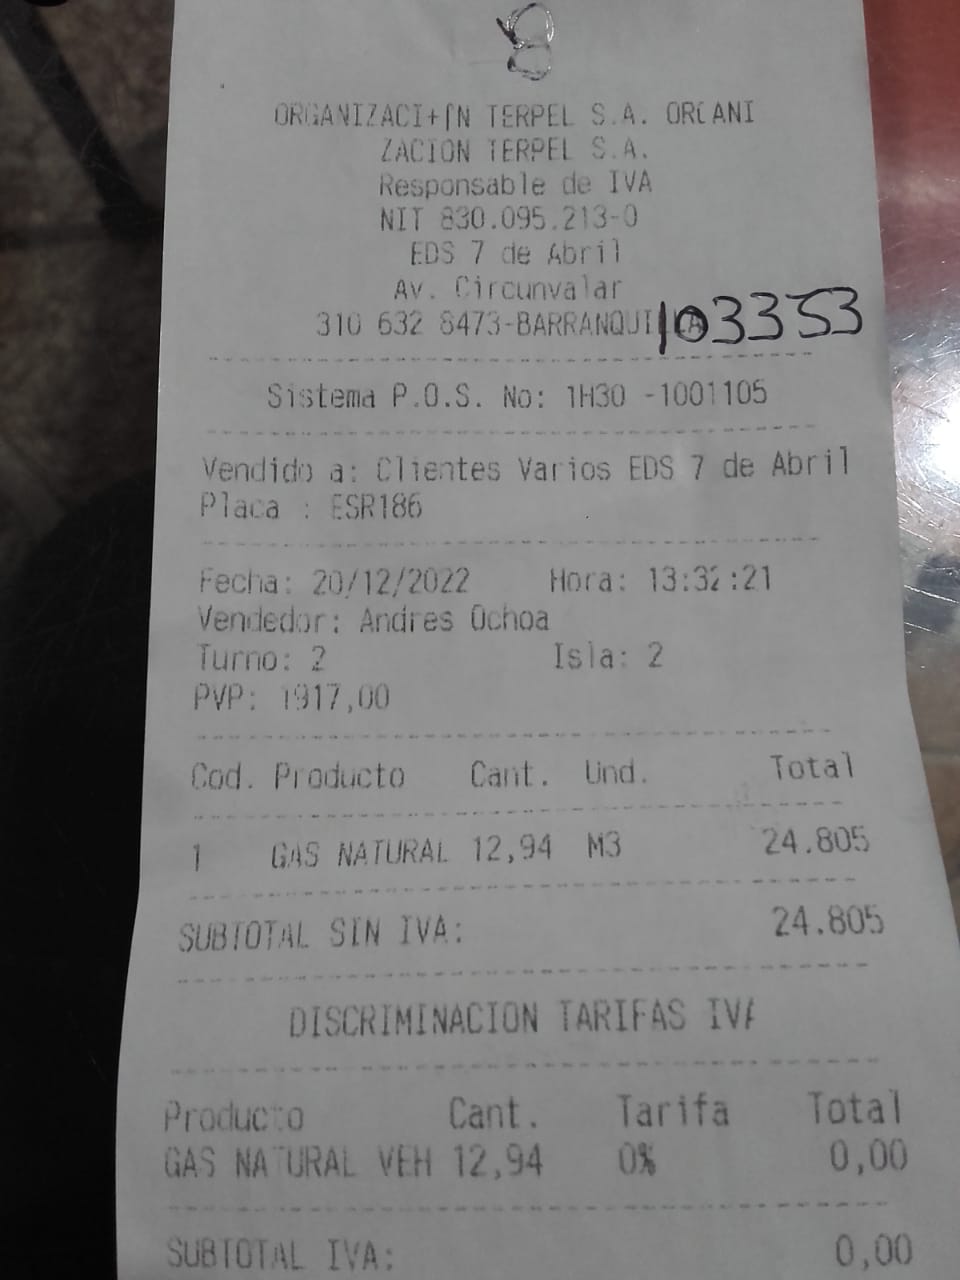 8
ORGANIZACI+∫N TERPEL S.A. ORGANI
ZACION TERPEL S.A.
Responsable de IVA
NIT 830.095.213-0
EDS 7 de Abril
Av. Circunvalar
310 632 8473-BARRANQUILLA 103353
Sistema P.O.S. No: 1H30 -1001105
Vendido a: Clientes Varios EDS 7 de Abril
Placa : ESR186
Fecha: 20/12/2022 Hora: 13:32:21
Vendedor: Andres Ochoa
Turno: 2 Isla: 2
PVP: 1917,00
Cod. Producto Cant. Und. Total
1 GAS NATURAL 12,94 M3 24.805
SUBTOTAL SIN IVA: 24.805
DISCRIMINACION TARIFAS IVA
Producto Cant. Tarifa Total
GAS NATURAL VEH 12,94 0% 0,00
SUBTOTAL IVA: 0,00